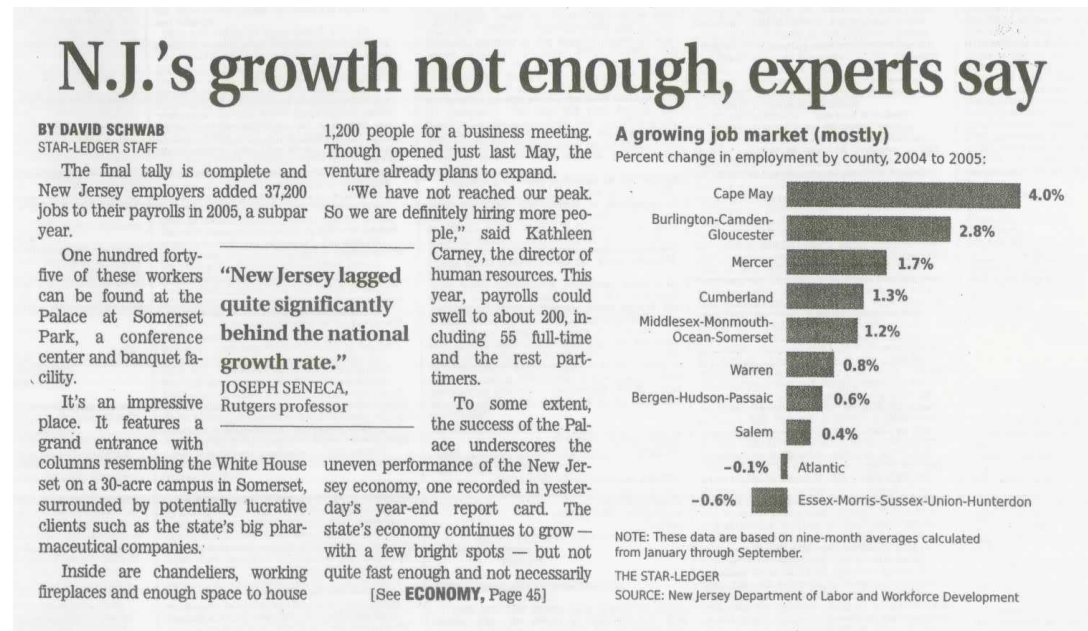 N.J.'s growth not enough, experts say
BY DAVID SCHWAB
STAR-LEDGER STAFF
The final tally is complete and
New Jersey employers added 37,200
jobs to their payrolls in 2005, a subpar
year.
One hundred forty-
five of these workers
can be found at the
Palace at Somerset
Park, a conference
center and banquet fa-
cility.
It's an impressive
place. It features a
grand entrance with
columns resembling the White House
set on a 30-acre campus in Somerset,
surrounded by potentially lucrative
clients such as the state's big phar-
maceutical companies.
Inside are chandeliers, working
fireplaces and enough space to house
"New Jersey lagged
quite significantly
behind the national
growth rate."
JOSEPH SENECA,
Rutgers professor
1,200 people for a business meeting.
Though opened just last May, the
venture already plans to expand.
"We have not reached our peak.
So we are definitely hiring more peo-
ple," said Kathleen
Carney, the director of
human resources. This
year, payrolls could
swell to about 200, in-
cluding 55 full-time
and the rest part-
timers.
To some extent,
the success of the Pal-
ace underscores the
uneven performance of the New Jer-
sey economy, one recorded in yester-
day's year-end report card. The
state's economy continues to grow —
with a few bright spots — but not
quite fast enough and not necessarily
[See ECONOMY, Page 45]
A growing job market (mostly)
Percent change in employment by county, 2004 to 2005:
Cape May 4.0%
Burlington-Camden-
Gloucester 2.8%
Mercer 1.7%
Cumberland 1.3%
Middlesex-Monmouth-
Ocean-Somerset 1.2%
Warren 0.8%
Bergen-Hudson-Passaic 0.6%
Salem 0.4%
-0.1% Atlantic
-0.6% Essex-Morris-Sussex-Union-Hunterdon
NOTE: These data are based on nine-month averages calculated
from January through September.
THE STAR-LEDGER
SOURCE: New Jersey Department of Labor and Workforce Development